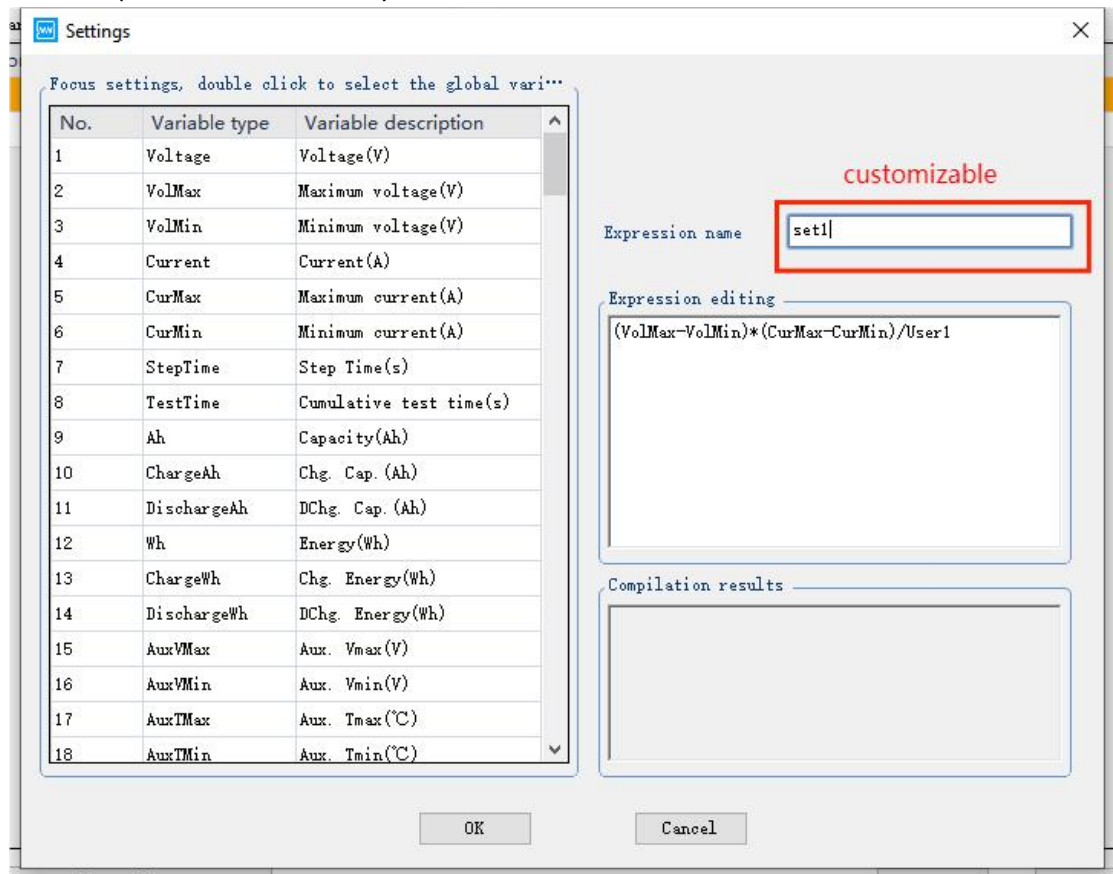 Settings
Focus settings, double click to select the global vari…
No. Variable type Variable description
1 Voltage Voltage(V)
2 VolMax Maximum voltage(V)
3 VolMin Minimum voltage(V)
4 Current Current(A)
5 CurMax Maximum current(A)
6 CurMin Minimum current(A)
7 StepTime Step Time(s)
8 TestTime Cumulative test time(s)
9 Ah Capacity(Ah)
10 ChargeAh Chg. Cap.(Ah)
11 DischargeAh DChg. Cap.(Ah)
12 Wh Energy(Wh)
13 ChargeWh Chg. Energy(Wh)
14 DischargeWh DChg. Energy(Wh)
15 AuxVMax Aux. Vmax(V)
16 AuxVMin Aux. Vmin(V)
17 AuxTMax Aux. Tmax(℃)
18 AuxTMin Aux. Tmin(℃)
customizable
Expression name set1
Expression editing
(VolMax-VolMin)*(CurMax-CurMin)/User1
Compilation results
OK Cancel